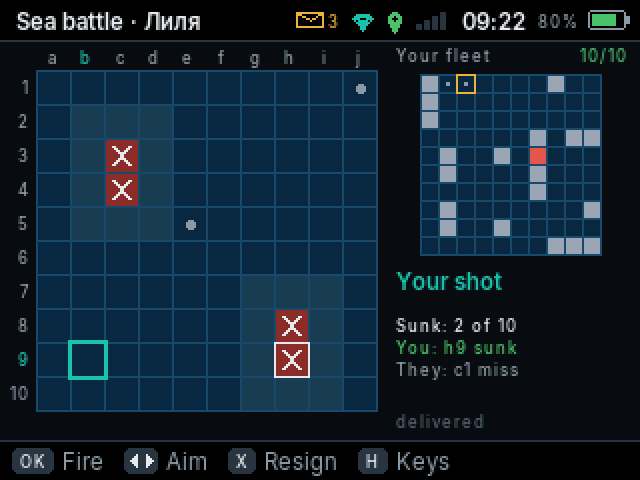 Sea battle · Лиля 3 09:22 80%
a b c d e f g h i j
1
2
3
4
5
6
7
8
9
10
Your fleet 10/10
Your shot
Sunk: 2 of 10
You: h9 sunk
They: c1 miss
delivered
OK Fire Aim X Resign H Keys